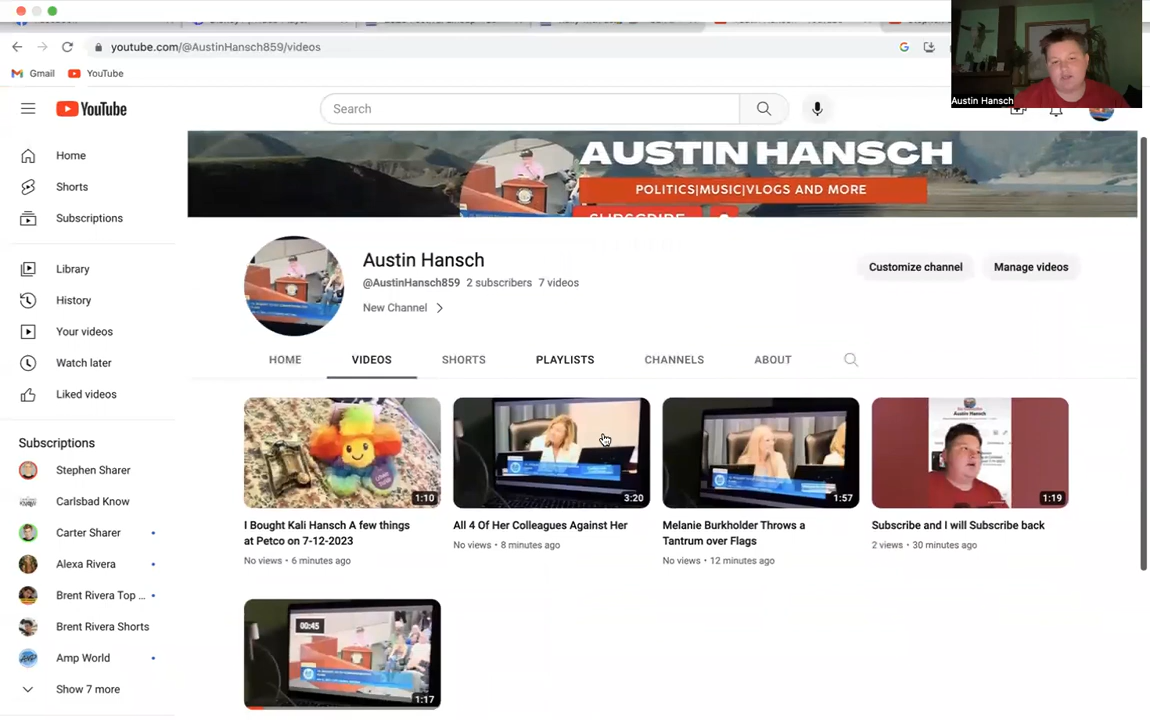 youtube.com/@AustinHansch859/videos
Gmail
YouTube
Austin Hansch
YouTube
Search
Home
Shorts
Subscriptions
Library
History
Your videos
Watch later
Liked videos
Subscriptions
Stephen Sharer
Carlsbad Know
Carter Sharer
Alexa Rivera
Brent Rivera Top ...
Brent Rivera Shorts
Amp World
Show 7 more
AUSTIN HANSCH
POLITICS|MUSIC|VLOGS AND MORE
SUBSCRIBE
Austin Hansch
@AustinHansch859 2 subscribers 7 videos
New Channel
Customize channel
Manage videos
HOME
VIDEOS
SHORTS
PLAYLISTS
CHANNELS
ABOUT
1:10
I Bought Kali Hansch A few things
at Petco on 7-12-2023
No views • 6 minutes ago
3:20
All 4 Of Her Colleagues Against Her
No views • 8 minutes ago
1:57
Melanie Burkholder Throws a
Tantrum over Flags
No views • 12 minutes ago
Austin Hansch
1:19
Subscribe and I will Subscribe back
2 views • 30 minutes ago
00:45
1:17